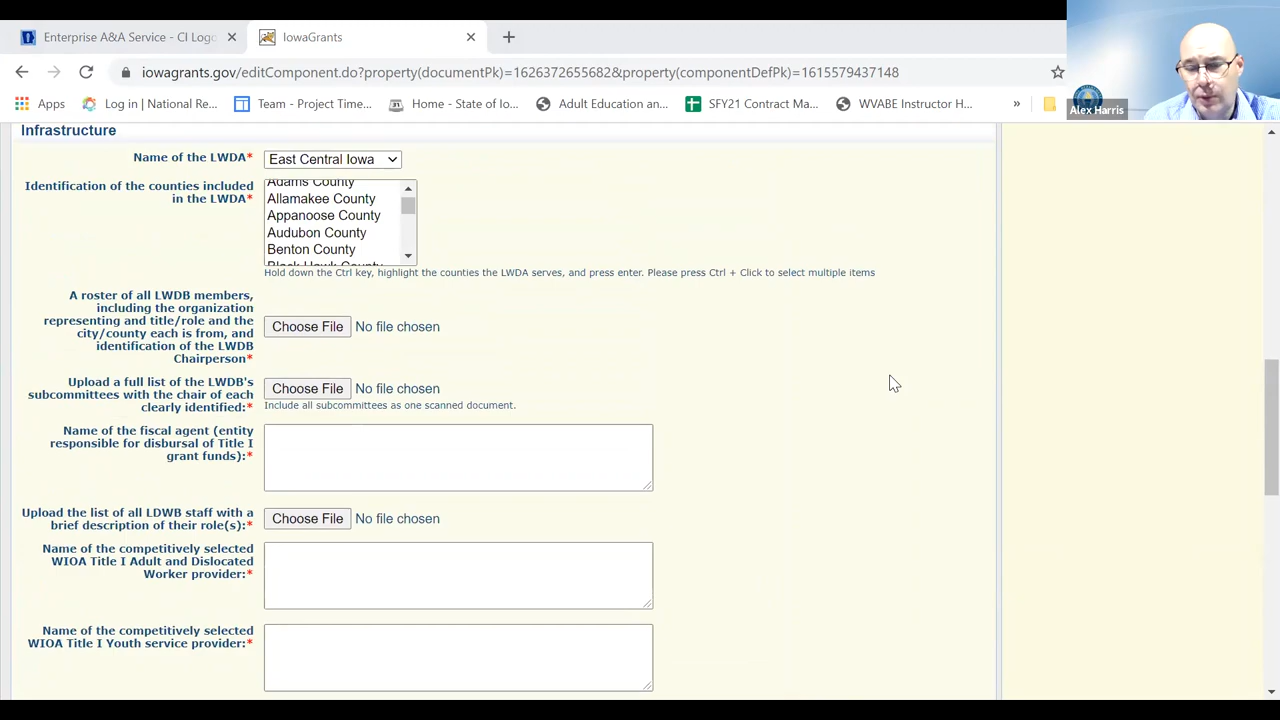 Enterprise A&A Service - CI Logo
IowaGrants
iowagrants.gov/editComponent.do?property(documentPk)=1626372655682&property(componentDefPk)=1615579437148
Apps
Log in | National Re...
Team - Project Time...
Home - State of Io...
Adult Education an...
SFY21 Contract Ma...
WVABE Instructor H...
»
Alex Harris
Infrastructure
Name of the LWDA*
East Central Iowa
Identification of the counties included
in the LWDA*
Adams County
Allamakee County
Appanoose County
Audubon County
Benton County
Black Hawk County
Hold down the Ctrl key, highlight the counties the LWDA serves, and press enter. Please press Ctrl + Click to select multiple items
A roster of all LWDB members,
including the organization
representing and title/role and the
city/county each is from, and
identification of the LWDB
Chairperson*
Choose File No file chosen
Upload a full list of the LWDB's
subcommittees with the chair of each
clearly identified:*
Choose File No file chosen
Include all subcommittees as one scanned document.
Name of the fiscal agent (entity
responsible for disbursal of Title I
grant funds):*
Upload the list of all LDWB staff with a
brief description of their role(s):*
Choose File No file chosen
Name of the competitively selected
WIOA Title I Adult and Dislocated
Worker provider:*
Name of the competitively selected
WIOA Title I Youth service provider:*